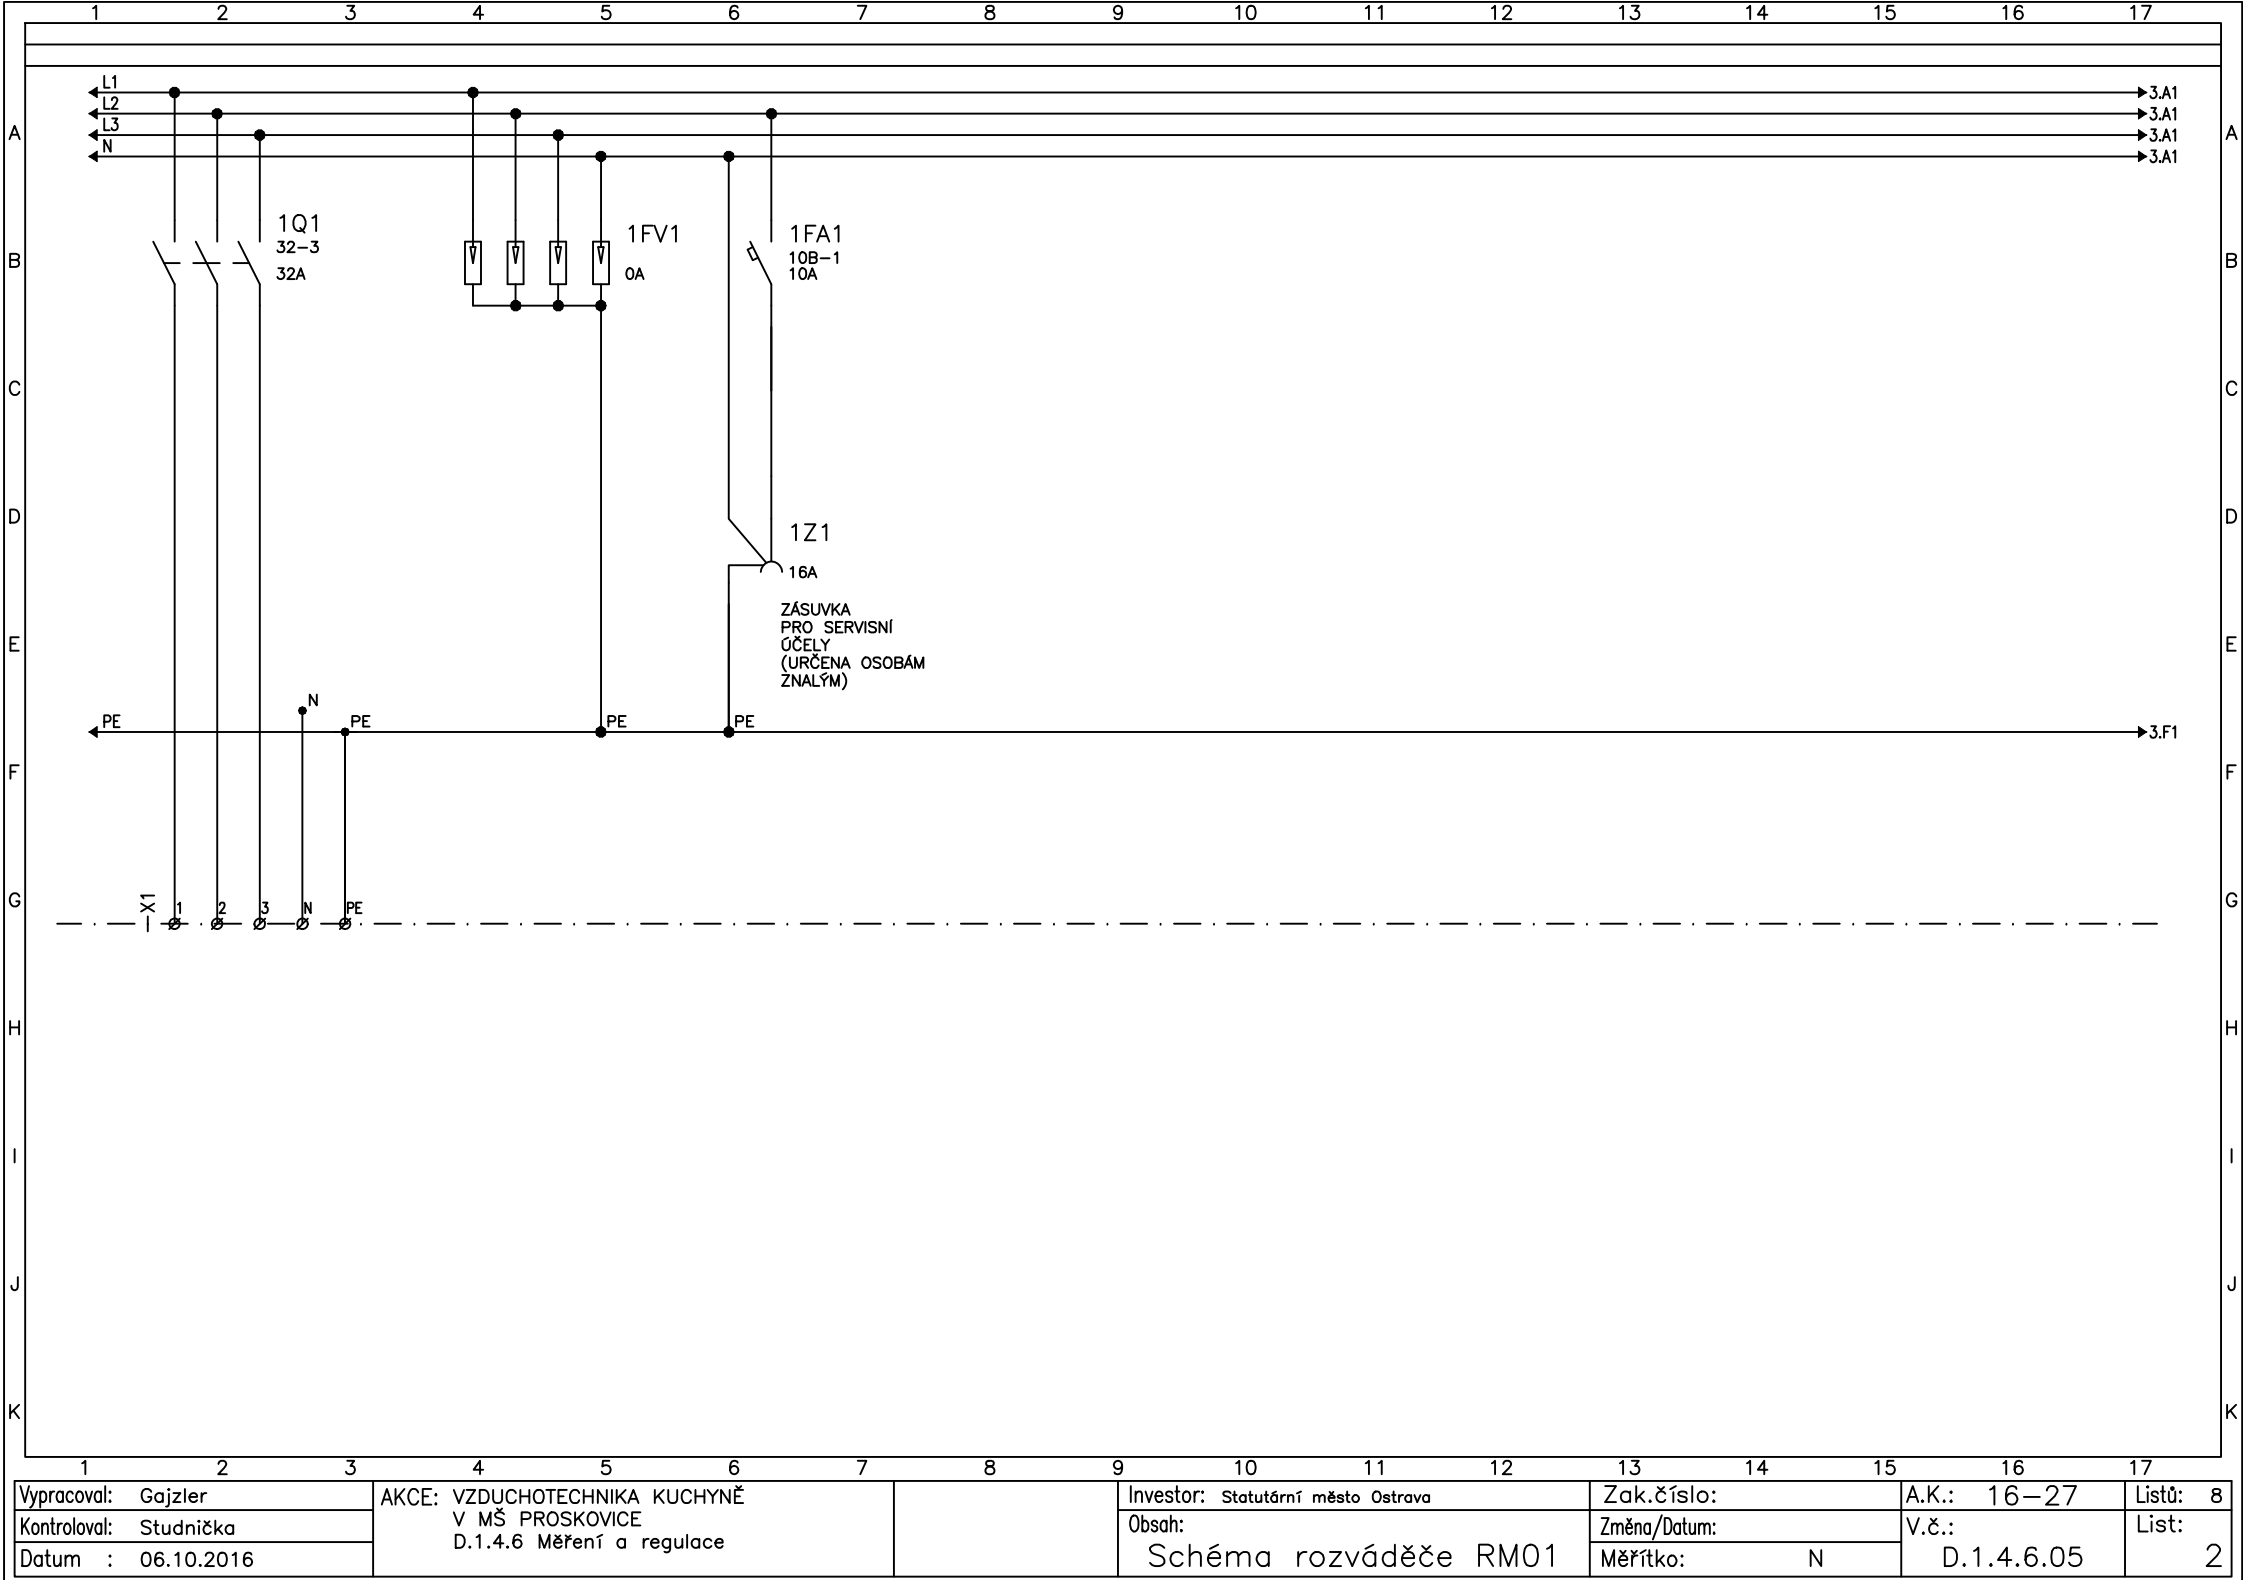 1 2 3 4 5 6 7 8 9 10 11 12 13 14 15 16 17
L1 3.A1
L2 3.A1
A L3 3.A1 A
N 3.A1
1Q1 1FV1 1FA1
32-3 10B-1
B B
32A 0A 10A
C C
D D
1Z1
16A
ZÁSUVKA
PRO SERVISNÍ
ÚČELY
(URČENA OSOBÁM
ZNALÝM)
E E
N
PE PE PE PE 3.F1
F F
G G
-X1 1 2 3 N PE
H H
I I
J J
K K
1 2 3 4 5 6 7 8 9 10 11 12 13 14 15 16 17
Vypracoval: Gajzler
Kontroloval: Studnička
Datum : 06.10.2016
AKCE: VZDUCHOTECHNIKA KUCHYNĚ
V MŠ PROSKOVICE
D.1.4.6 Měření a regulace
Investor: Statutární město Ostrava
Obsah:
Schéma rozváděče RM01
Zak.číslo:
Změna/Datum:
Měřítko: N
A.K.: 16-27
V.č.:
D.1.4.6.05
Listů: 8
List:
2